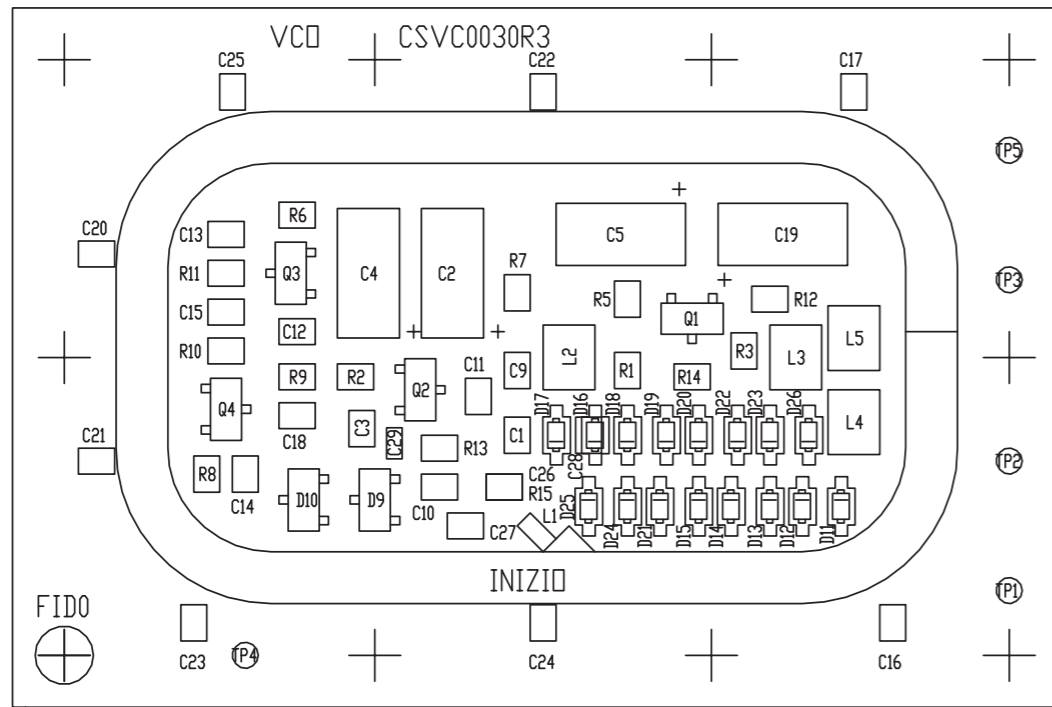 VCO CSVC0030R3
C25 C22 C17
TP5
C20 C13 R6 C4 C2 C5 C19
R11 Q3 R7 TP3
C15 C12 R5 Q1 R12
R10 R9 R2 Q2 C11 C9 L2 R1 R14 R3 L3 L5
Q4 C18 C3 C29 R13 C1 D17 D16 D18 D19 D20 D22 D23 D26 L4
C21 R8 C14 D10 D9 C10 C26 C28 TP2
R15
C27 L1 D25 D24 D21 D15 D14 D13 D12 D11
INIZIO
FIDO TP1
C23 TP4 C24 C16